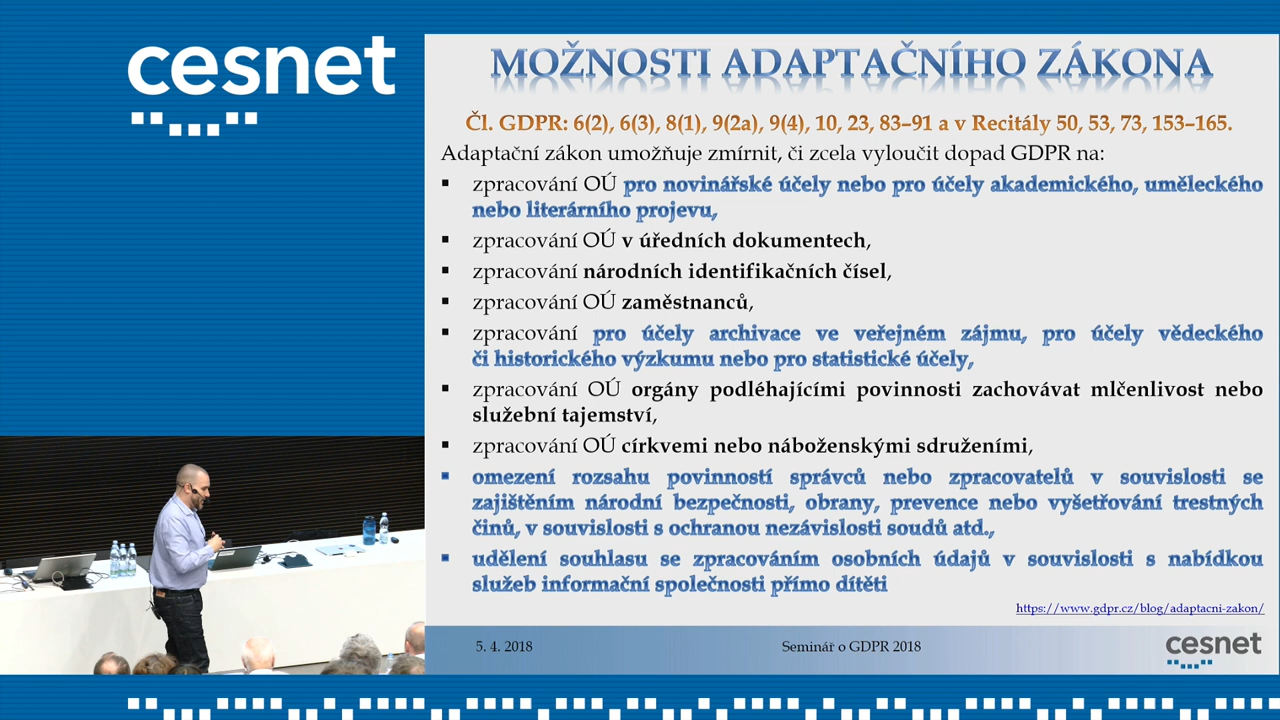 cesnet
MOŽNOSTI ADAPTAČNÍHO ZÁKONA
Čl. GDPR: 6(2), 6(3), 8(1), 9(2a), 9(4), 10, 23, 83–91 a v Recitály 50, 53, 73, 153–165.
Adaptační zákon umožňuje zmírnit, či zcela vyloučit dopad GDPR na:
▪ zpracování OÚ pro novinářské účely nebo pro účely akademického, uměleckého
nebo literárního projevu,
▪ zpracování OÚ v úředních dokumentech,
▪ zpracování národních identifikačních čísel,
▪ zpracování OÚ zaměstnanců,
▪ zpracování pro účely archivace ve veřejném zájmu, pro účely vědeckého
či historického výzkumu nebo pro statistické účely,
▪ zpracování OÚ orgány podléhajícími povinnosti zachovávat mlčenlivost nebo
služební tajemství,
▪ zpracování OÚ církvemi nebo náboženskými sdruženími,
▪ omezení rozsahu povinností správců nebo zpracovatelů v souvislosti se
zajištěním národní bezpečnosti, obrany, prevence nebo vyšetřování trestných
činů, v souvislosti s ochranou nezávislosti soudů atd.,
▪ udělení souhlasu se zpracováním osobních údajů v souvislosti s nabídkou
služeb informační společnosti přímo dítěti
https://www.gdpr.cz/blog/adaptacni-zakon/
5. 4. 2018
Seminář o GDPR 2018
cesnet